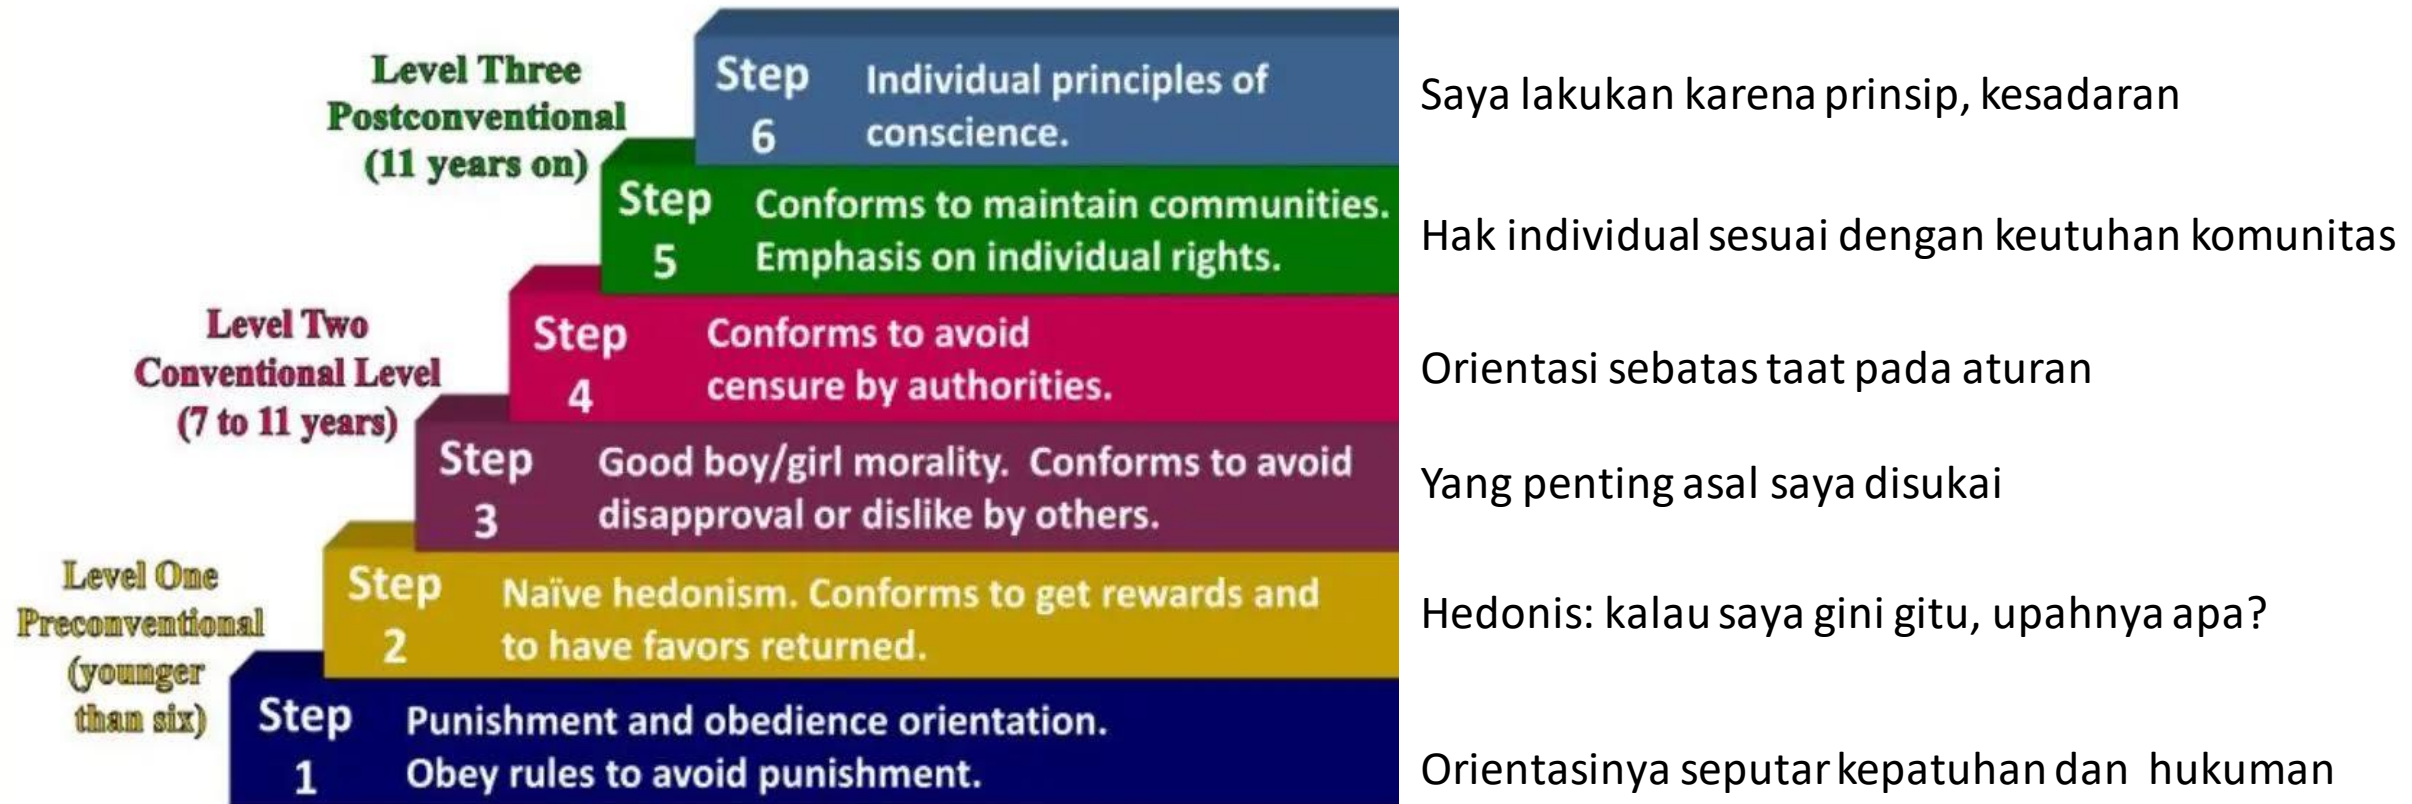 Level Three
Postconventional
(11 years on)
Step 6
Individual principles of
conscience.
Saya lakukan karena prinsip, kesadaran
Step 5
Conforms to maintain communities.
Emphasis on individual rights.
Hak individual sesuai dengan keutuhan komunitas
Level Two
Conventional Level
(7 to 11 years)
Step 4
Conforms to avoid
censure by authorities.
Orientasi sebatas taat pada aturan
Step 3
Good boy/girl morality. Conforms to avoid
disapproval or dislike by others.
Yang penting asal saya disukai
Level One
Preconventional
(younger
than six)
Step 2
Naïve hedonism. Conforms to get rewards and
to have favors returned.
Hedonis: kalau saya gini gitu, upahnya apa?
Step 1
Punishment and obedience orientation.
Obey rules to avoid punishment.
Orientasinya seputar kepatuhan dan hukuman